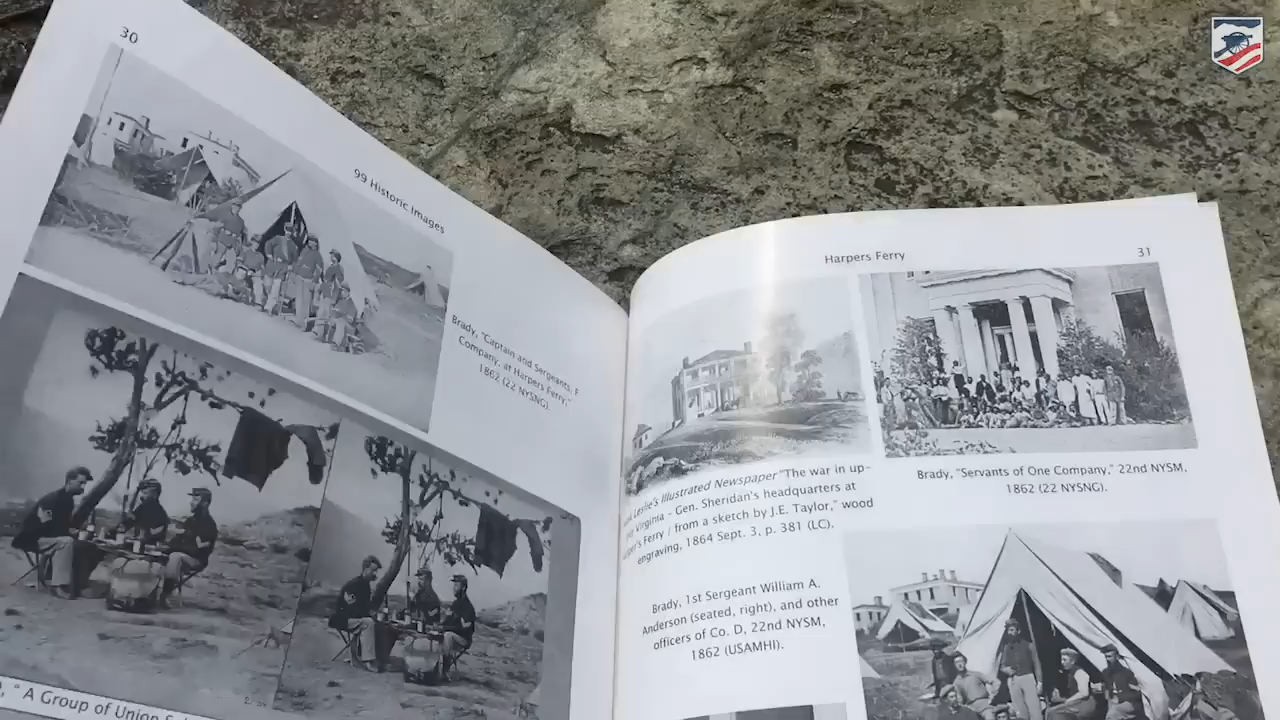 30
99 Historic Images
Brady, "Captain and Sergeants, F
Company, at Harpers Ferry,"
1862 (22 NYSNG).
"A Group of Union
Harpers Ferry
31
Leslie's Illustrated Newspaper "The war in up-
Virginia - Gen. Sheridan's headquarters at
Ferry / from a sketch by J.E. Taylor," wood
engraving, 1864 Sept. 3, p. 381 (LC).
Brady, "Servants of One Company," 22nd NYSM,
1862 (22 NYSNG).
Brady, 1st Sergeant William A.
Anderson (seated, right), and other
officers of Co. D, 22nd NYSM,
1862 (USAMHI).